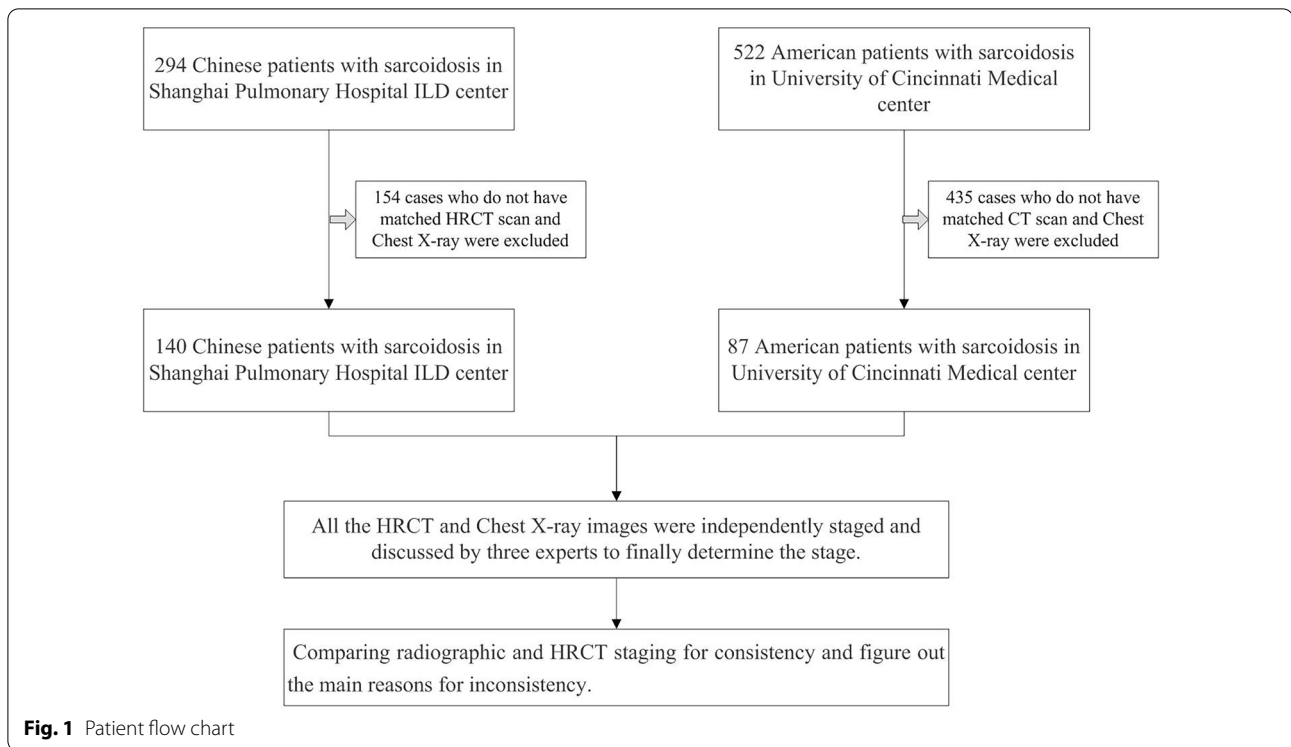 294 Chinese patients with sarcoidosis in
Shanghai Pulmonary Hospital ILD center
522 American patients with sarcoidosis
in University of Cincinnati Medical
center
154 cases who do not have
matched HRCT scan and
Chest X-ray were excluded
435 cases who do not have
matched CT scan and Chest
X-ray were excluded
140 Chinese patients with sarcoidosis in
Shanghai Pulmonary Hospital ILD center
87 American patients with sarcoidosis in
University of Cincinnati Medical center
All the HRCT and Chest X-ray images were independently staged and
discussed by three experts to finally determine the stage.
Comparing radiographic and HRCT staging for consistency and figure out
the main reasons for inconsistency.
Fig. 1 Patient flow chart